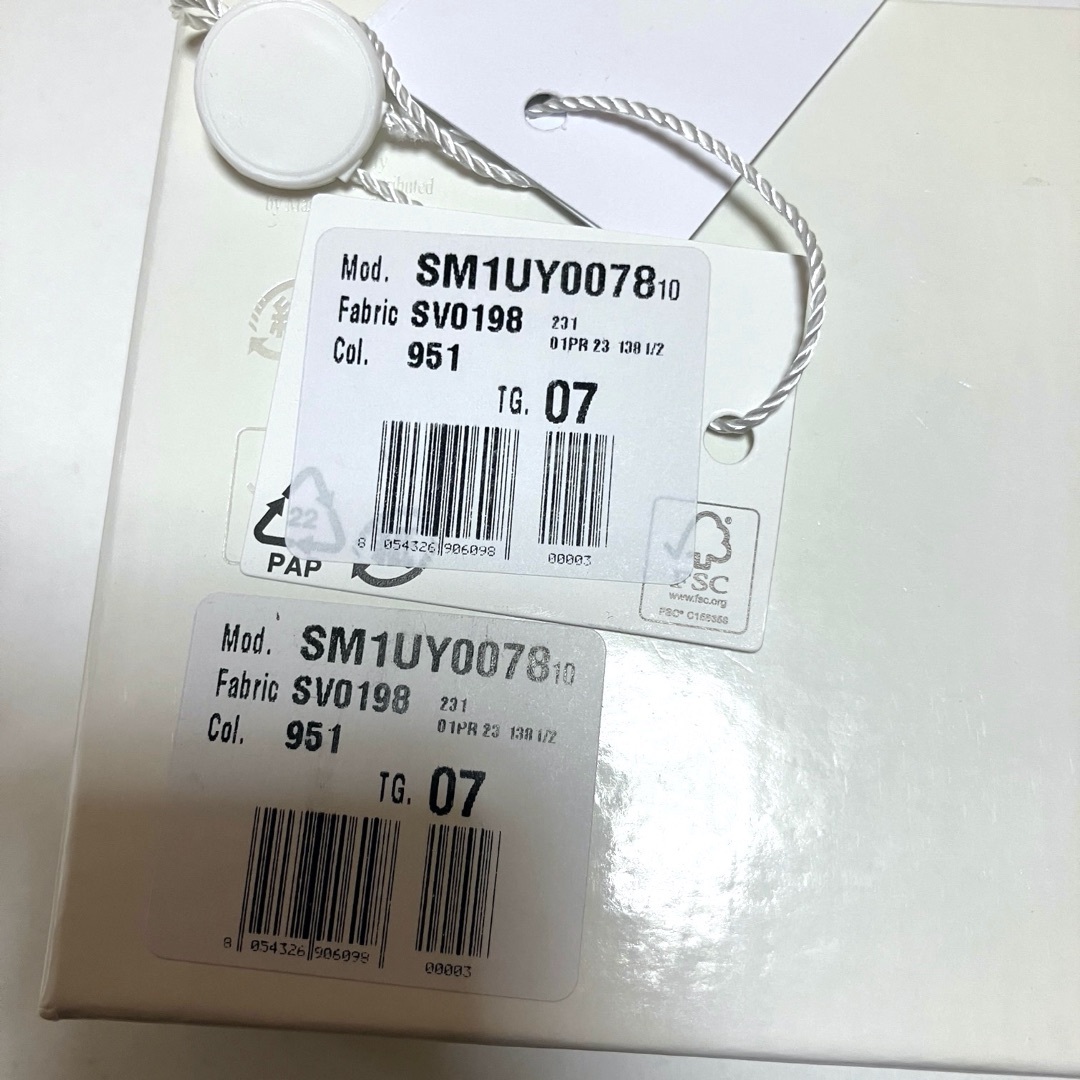 Mod. SM1UY0078 10
Fabric SV0198 231
01PR 23 138 1/2
Col. 951
TG. 07
8 054326 906098
00003
22
PAP
FSC
www.fsc.org
Mod. SM1UY0078 10
Fabric SV0198 231
01PR 23 138 1/2
Col. 951
TG. 07
8 054326 906098
00003